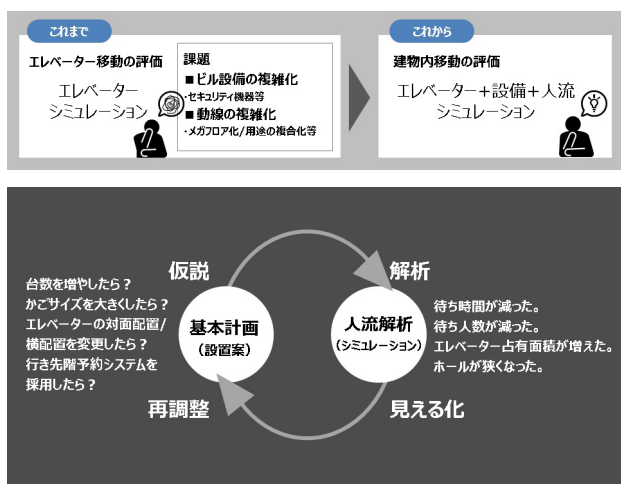 これまで
エレベーター移動の評価
エレベーター
シミュレーション
課題
■ビル設備の複雑化
・セキュリティ機器等
■動線の複雑化
・メガフロア化/用途の複合化等
これから
建物内移動の評価
エレベーター+設備+人流
シミュレーション
仮説
解析
台数を増やしたら?
かごサイズを大きくしたら?
エレベーターの対面配置/
横配置を変更したら?
行き先階予約システムを
採用したら?
基本計画
(設置案)
人流解析
(シミュレーション)
待ち時間が減った。
待ち人数が減った。
エレベーター占有面積が増えた。
ホールが狭くなった。
再調整
見える化